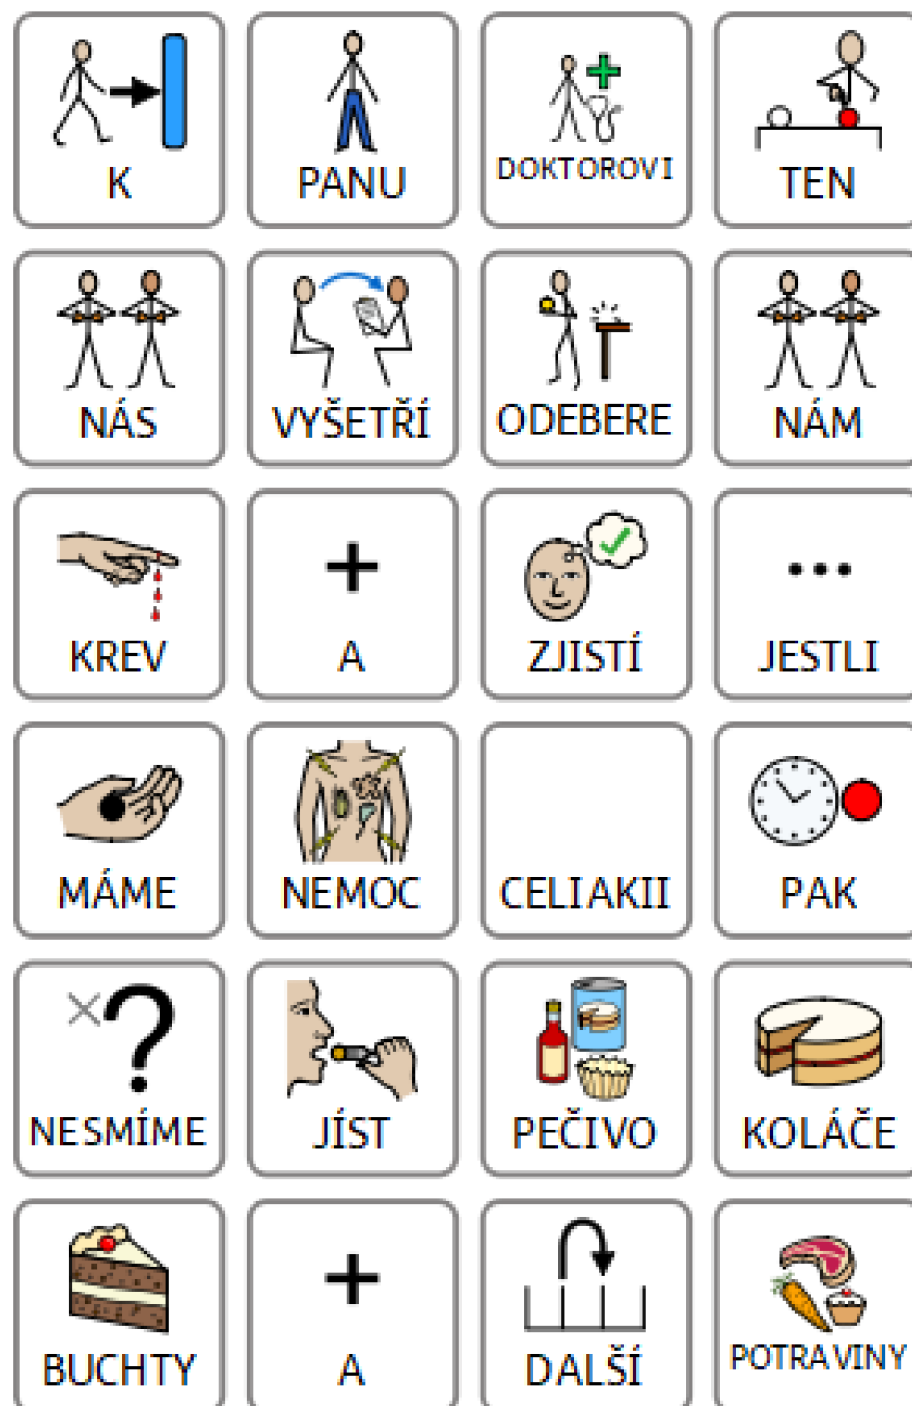 K PANU DOKTOROVI TEN
NÁS VYŠETŘÍ ODEBERE NÁM
KREV A ZJISTÍ JESTLI
MÁME NEMOC CELIAKII PAK
NESMÍME JÍST PEČIVO KOLÁČE
BUCHTY A DALŠÍ POTRAVINY